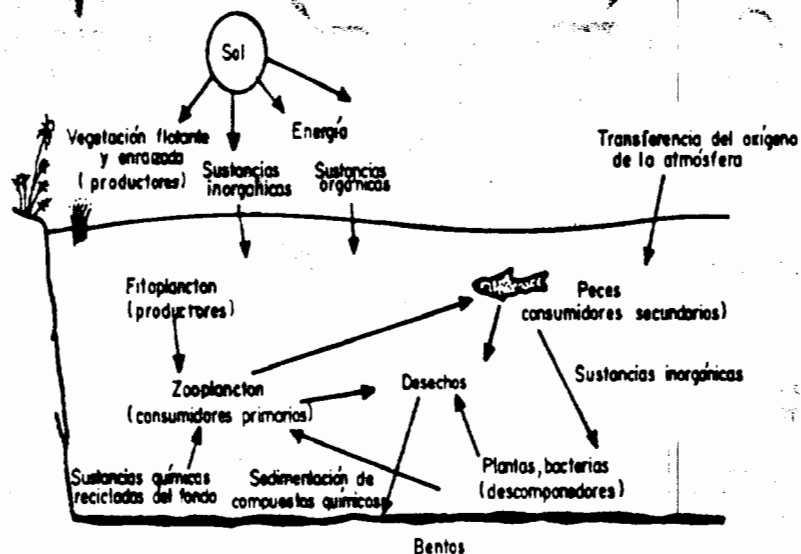 Sol
Vegetación flotante
y enraizada
(productores)
Energía
Sustancias
inorgánicas
Sustancias
orgánicas
Transferencia del oxígeno
de la atmósfera
Fitoplancton
(productores)
Peces
consumidores secundarios)
Zooplancton
(consumidores primarios)
Desechos
Sustancias inorgánicas
Sustancias químicas
recicladas del fondo
Sedimentación de
compuestos químicos
Plantas, bacterias
(descomponedores)
Bentos